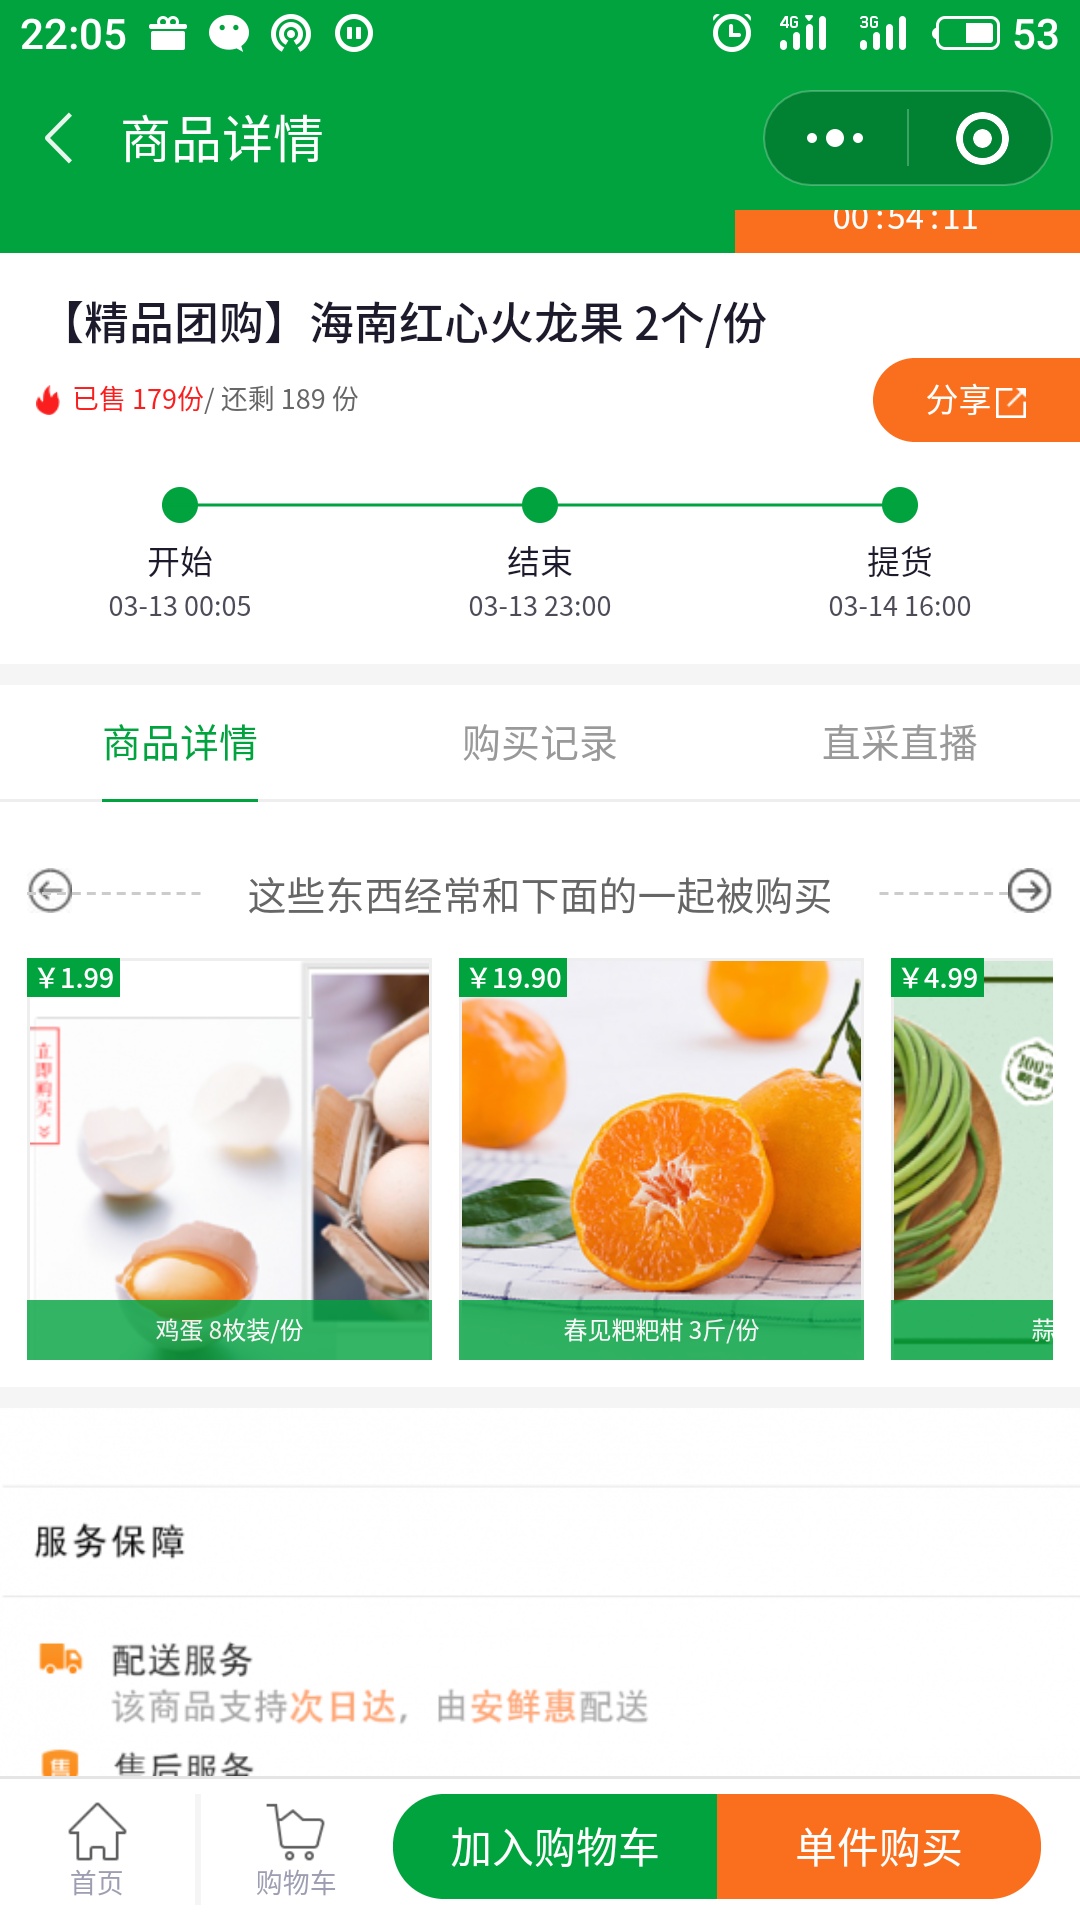 22:05 4G 3G 53
商品详情
00:54:11
【精品团购】海南红心火龙果 2个/份
已售 179份/ 还剩 189 份
分享
开始 结束 提货
03-13 00:05 03-13 23:00 03-14 16:00
商品详情 购买记录 直采直播
这些东西经常和下面的一起被购买
¥1.99 ¥19.90 ¥4.99
立即购买
100%
鸡蛋 8枚装/份 春见粑粑柑 3斤/份 蒜
服务保障
配送服务
该商品支持次日达，由安鲜惠配送
售 售后服务
首页 购物车 加入购物车 单件购买